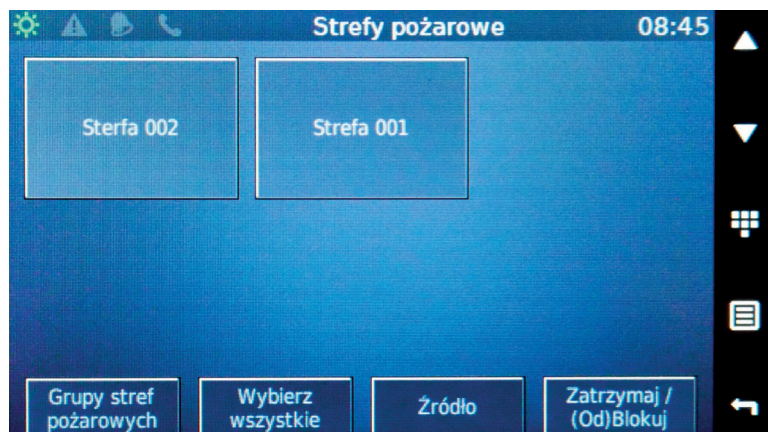 Strefy pożarowe 08:45
Sterfa 002 Strefa 001
Grupy stref
pożarowych
Wybierz
wszystkie
Źródło
Zatrzymaj /
(Od)Blokuj